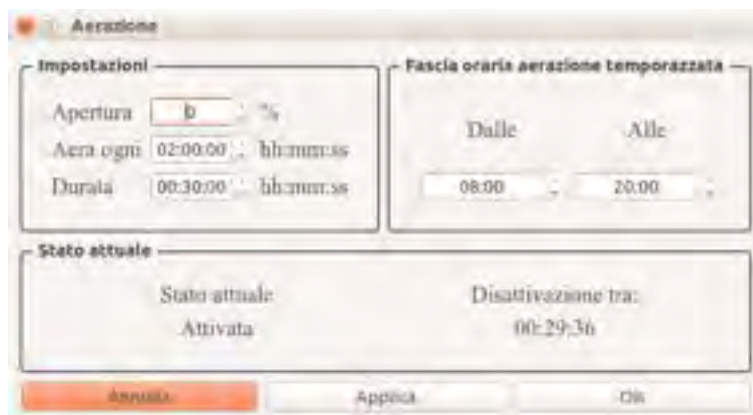 Aerazione
Impostazioni
Apertura %
Aera ogni 02:00:00 hh:mm:ss
Durata 00:30:00 hh:mm:ss
Fascia oraria aerazione temporazzata
Dalle Alle
08:00 20:00
Stato attuale
Stato attuale Disattivazione tra:
Attivata 00:29:36
Annulla Applica Ok